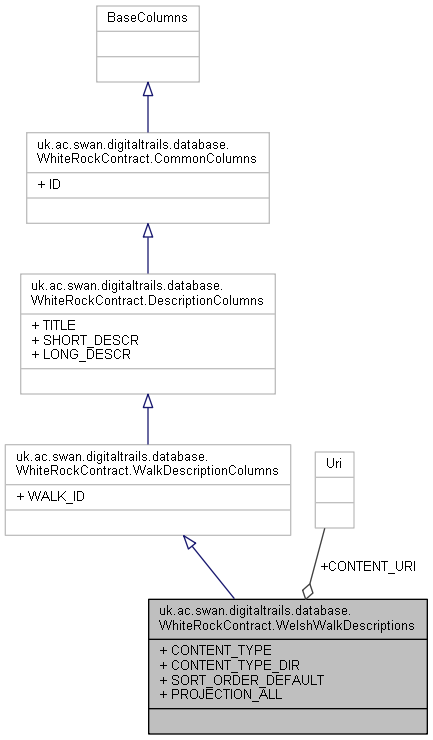 BaseColumns
uk.ac.swan.digitaltrails.database.
WhiteRockContract.CommonColumns
+ ID
uk.ac.swan.digitaltrails.database.
WhiteRockContract.DescriptionColumns
+ TITLE
+ SHORT_DESCR
+ LONG_DESCR
uk.ac.swan.digitaltrails.database.
WhiteRockContract.WalkDescriptionColumns
+ WALK_ID
Uri
+CONTENT_URI
uk.ac.swan.digitaltrails.database.
WhiteRockContract.WelshWalkDescriptions
+ CONTENT_TYPE
+ CONTENT_TYPE_DIR
+ SORT_ORDER_DEFAULT
+ PROJECTION_ALL